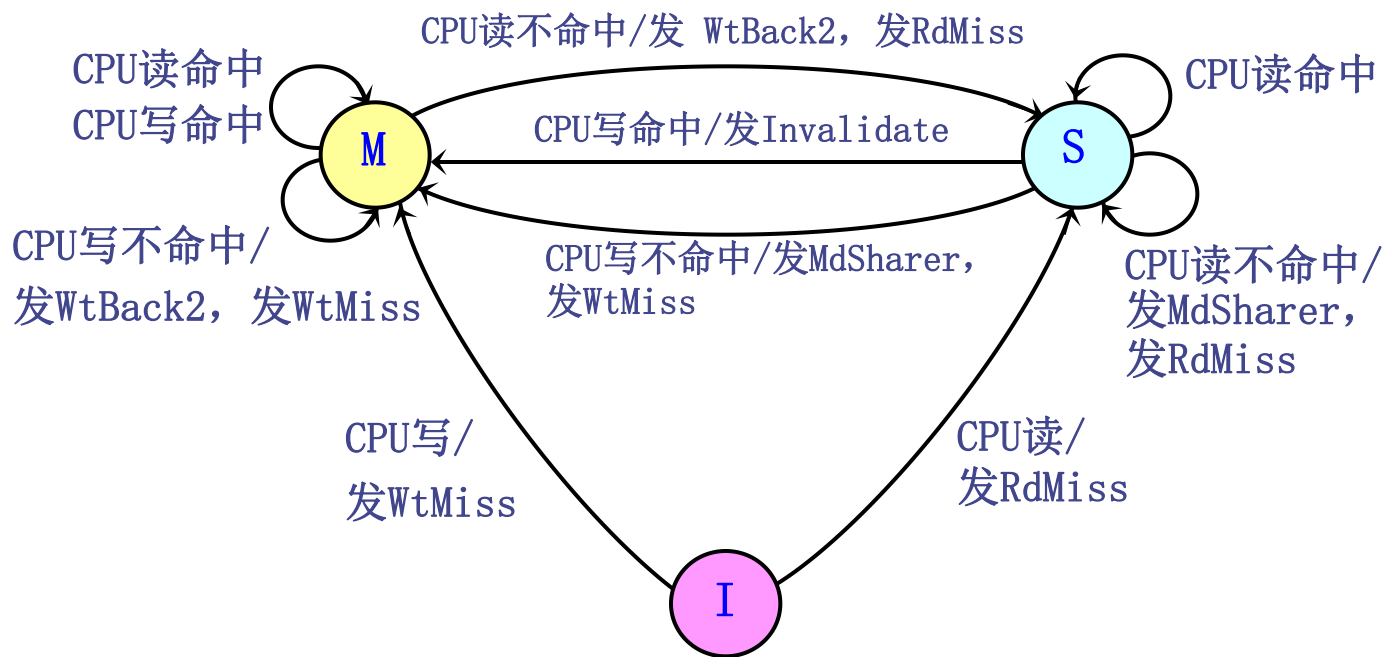 CPU读不命中/发 WtBack2，发RdMiss
CPU读命中
CPU写命中
CPU读命中
CPU写命中/发Invalidate
M
S
CPU写不命中/
发WtBack2，发WtMiss
CPU写不命中/发MdSharer，
发WtMiss
CPU读不命中/
发MdSharer，
发RdMiss
CPU写/
发WtMiss
CPU读/
发RdMiss
I